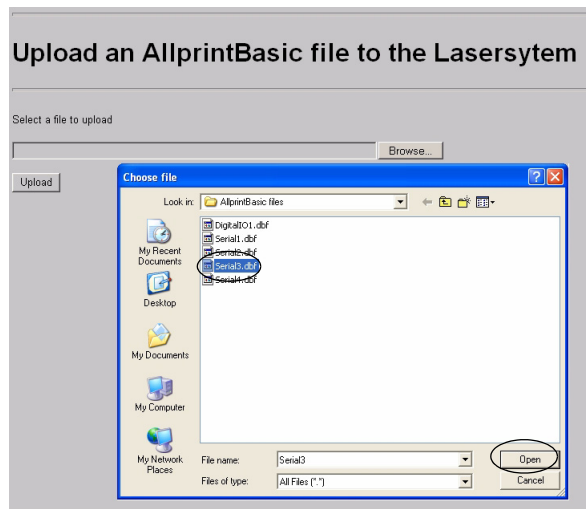 Upload an AllprintBasic file to the Lasersytem
Select a file to upload
Browse...
Upload
Choose file
Look in:
AllprintBasic files
DigitalIO1.dbf
Serial1.dbf
Serial2.dbf
Serial3.dbf
Serial4.dbf
My Recent
Documents
Desktop
My Documents
My Computer
My Network
Places
File name:
Serial3
Open
Files of type:
All Files (*.*)
Cancel